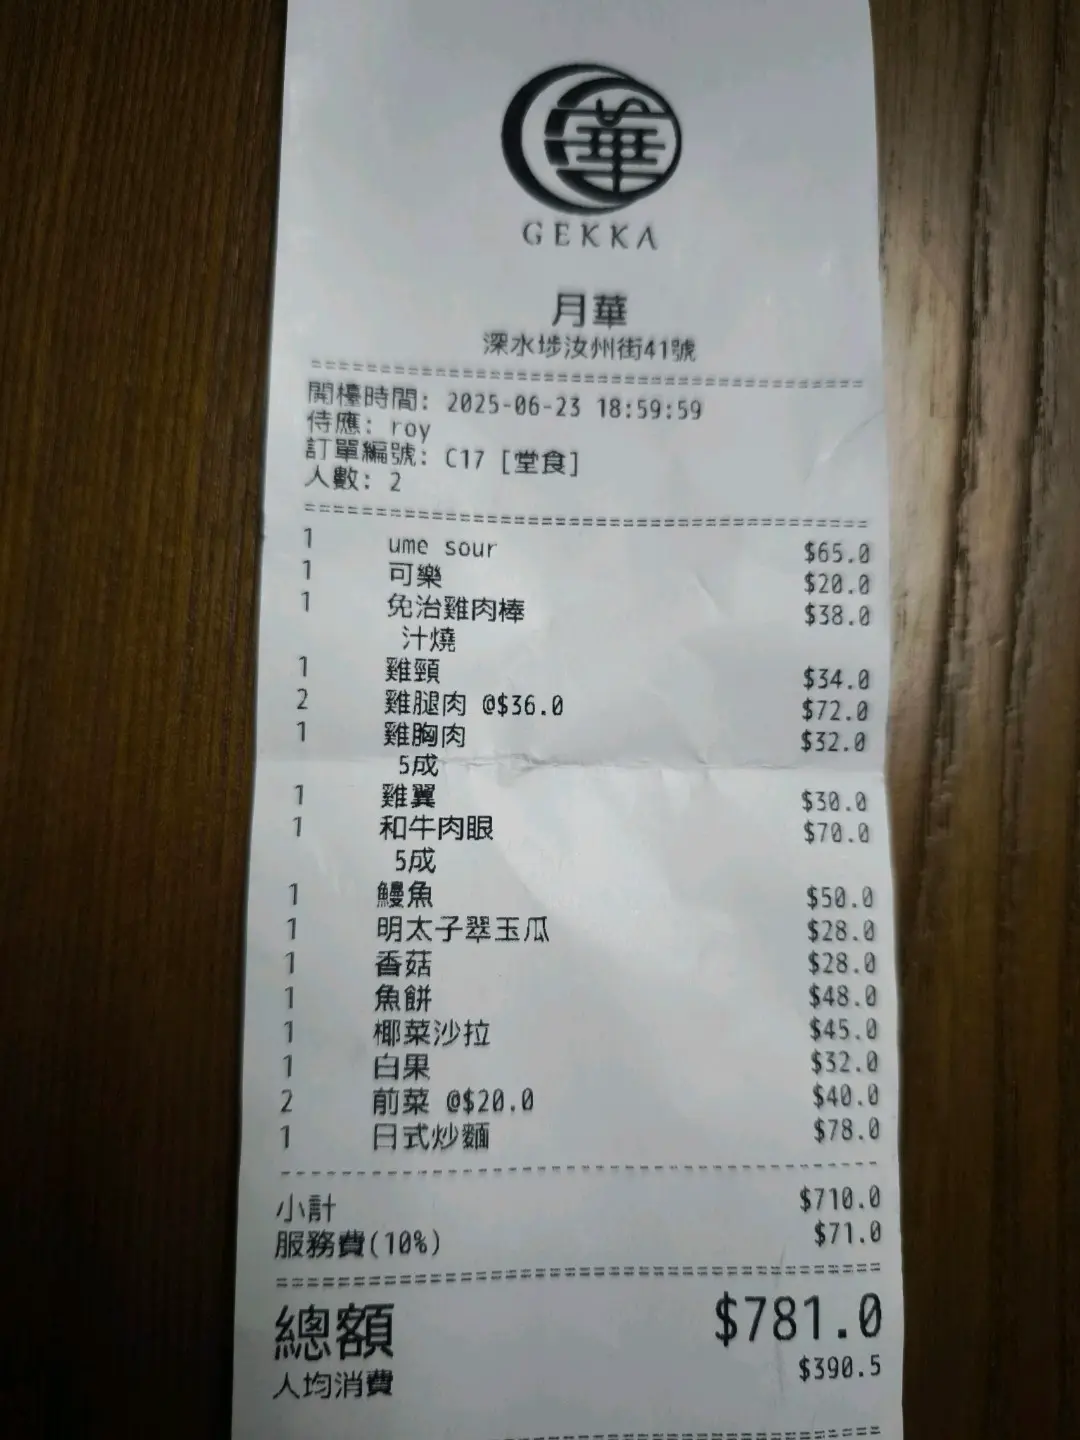 華
GEKKA
月華
深水埗汝州街41號
開檯時間: 2025-06-23 18:59:59
侍應: roy
訂單編號: C17 [堂食]
人數: 2
1 ume sour $65.0
1 可樂 $20.0
1 免治雞肉棒 $38.0
汁燒
1 雞頸 $34.0
2 雞腿肉 @$36.0 $72.0
1 雞胸肉 $32.0
5成
1 雞翼 $30.0
1 和牛肉眼 $70.0
5成
1 鰻魚 $50.0
1 明太子翠玉瓜 $28.0
1 香菇 $28.0
1 魚餅 $48.0
1 椰菜沙拉 $45.0
1 白果 $32.0
2 前菜 @$20.0 $40.0
1 日式炒麵 $78.0
小計 $710.0
服務費(10%) $71.0
總額 $781.0
人均消費 $390.5